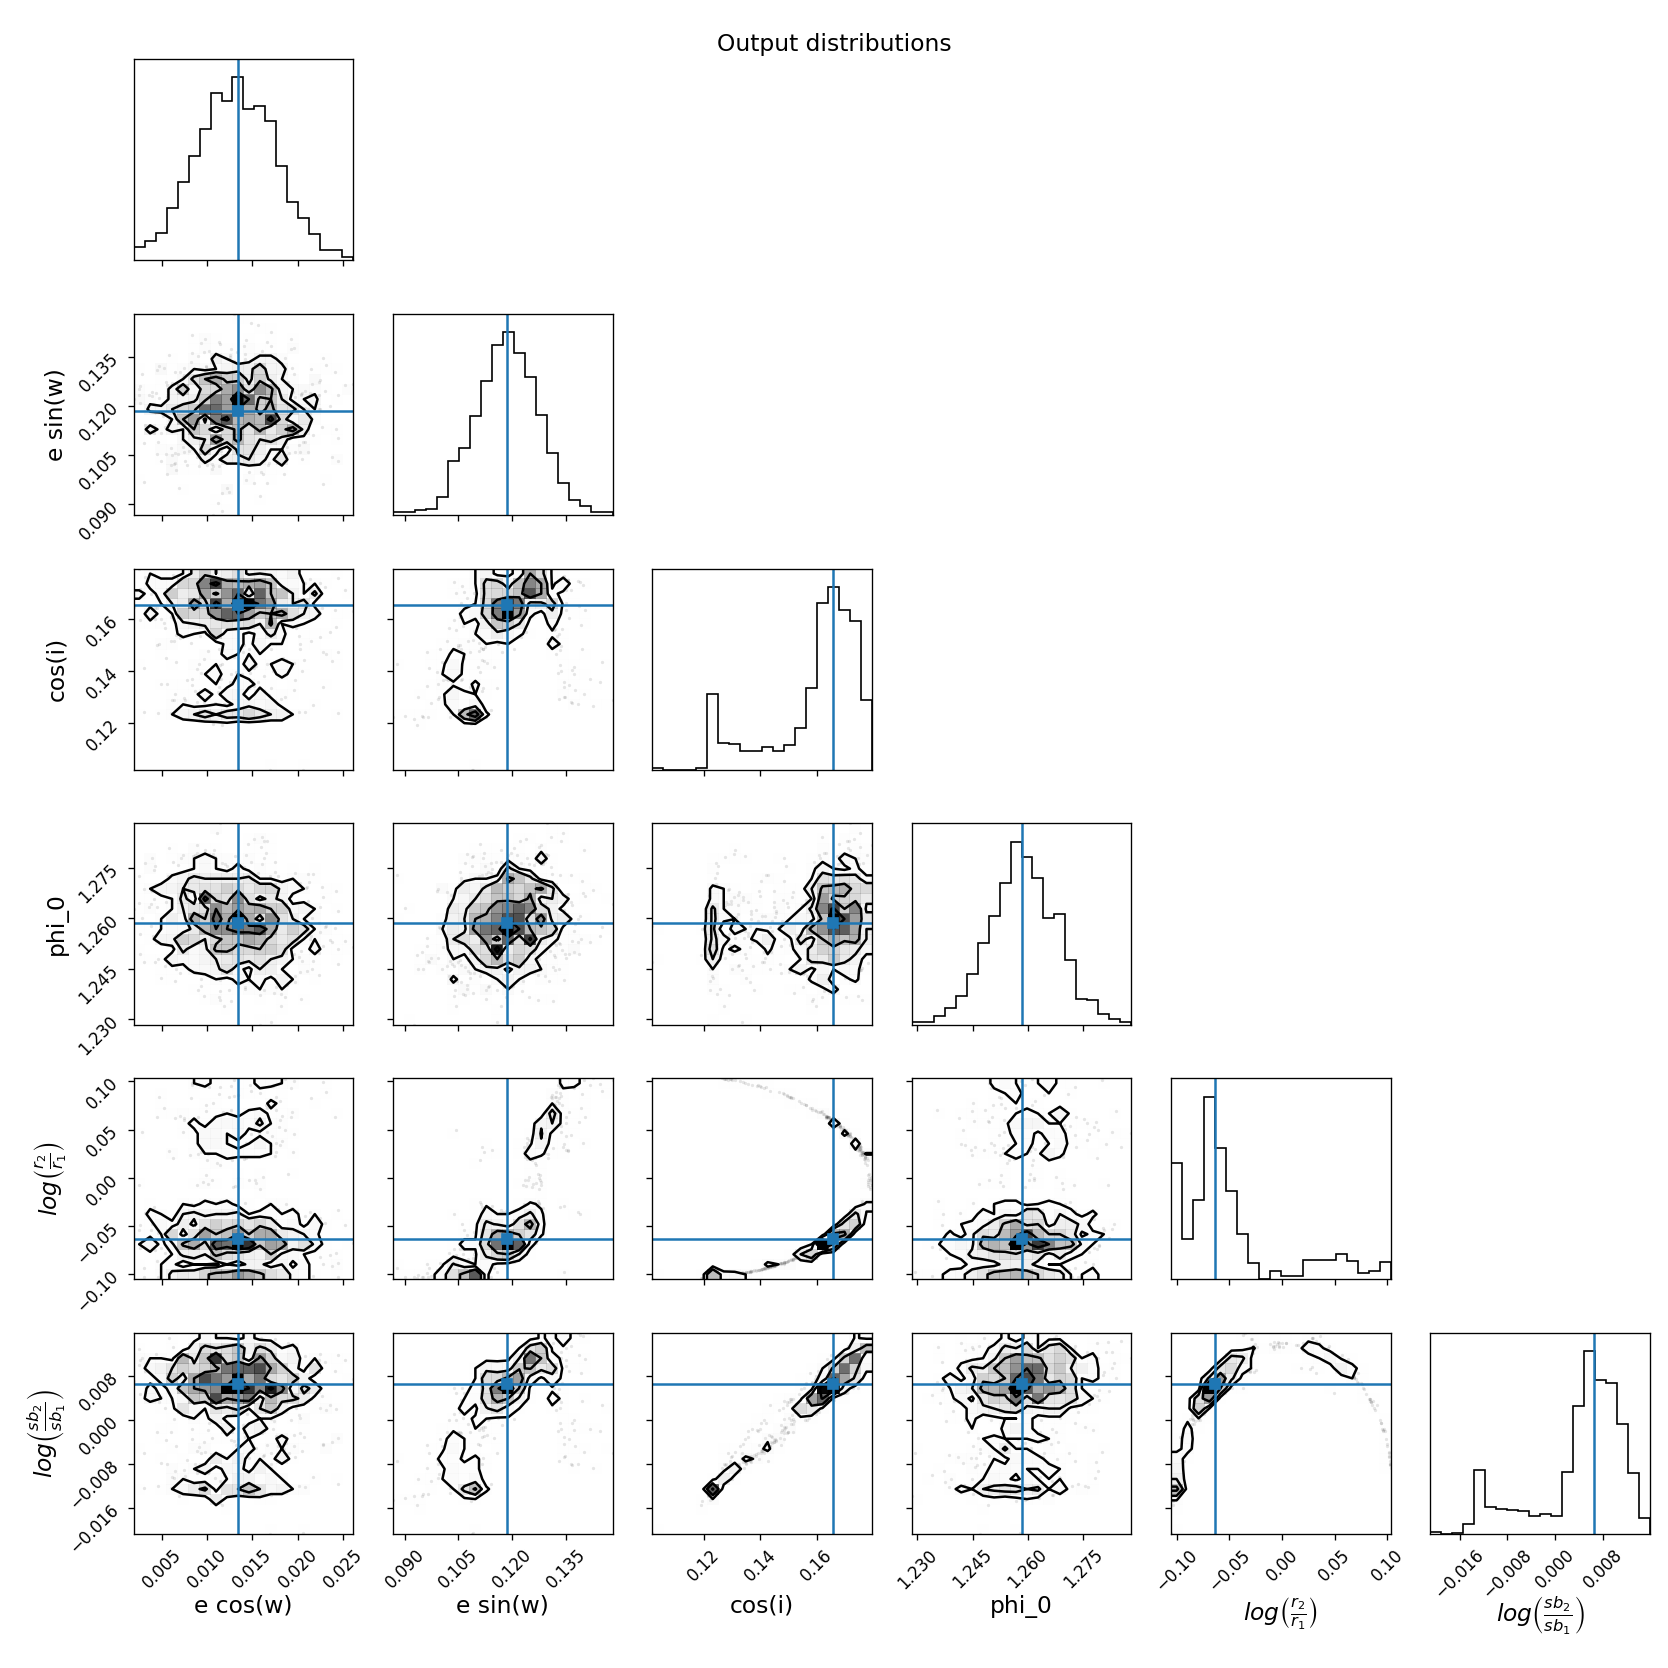 Output distributions
0.135
0.120
0.105
0.090
e sin(w)
0.16
0.14
0.12
cos(i)
1.275
1.260
1.245
1.230
phi_0
0.10
0.05
0.00
−0.05
−0.10
log(r2/r1)
0.008
0.000
−0.008
−0.016
log(sb2/sb1)
0.005 0.010 0.015 0.020 0.025 0.090 0.105 0.120 0.135 0.12 0.14 0.16 1.230 1.245 1.260 1.275 −0.10 −0.05 0.00 0.05 0.10 −0.016 −0.008 0.000 0.008
e cos(w) e sin(w) cos(i) phi_0 log(r2/r1) log(sb2/sb1)